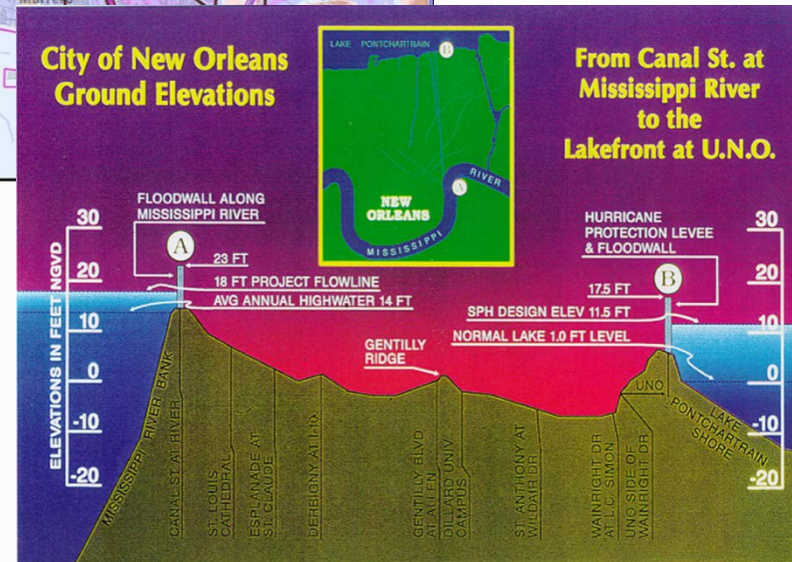 City of New Orleans
Ground Elevations
LAKE PONTCHARTRAIN
B
A
RIVER
NEW
ORLEANS
MISSISSIPPI
From Canal St. at
Mississippi River
to the
Lakefront at U.N.O.
FLOODWALL ALONG
MISSISSIPPI RIVER
A
23 FT
18 FT PROJECT FLOWLINE
AVG ANNUAL HIGHWATER 14 FT
ELEVATIONS IN FEET NGVD
30
20
10
0
-10
-20
GENTILLY
RIDGE
HURRICANE
PROTECTION LEVEE
& FLOODWALL
B
17.5 FT
SPH DESIGN ELEV 11.5 FT
NORMAL LAKE 1.0 FT LEVEL
30
20
10
0
-10
-20
MISSISSIPPI RIVER BANK
CANAL ST AT RIVER
ST. LOUIS
CATHEDRAL
ESPLANADE AT
ST. CLAUDE
DERBIGNY AT I-10
GENTILLY BLVD
AT ALLEN
DILLARD UNIV
CAMPUS
ST. ANTHONY AT
WILDAIR DR
WAINRIGHT DR
AT L.C. SIMON
UNO SIDE OF
WAINRIGHT DR
UNO
LAKE
PONTCHARTRAIN
SHORE